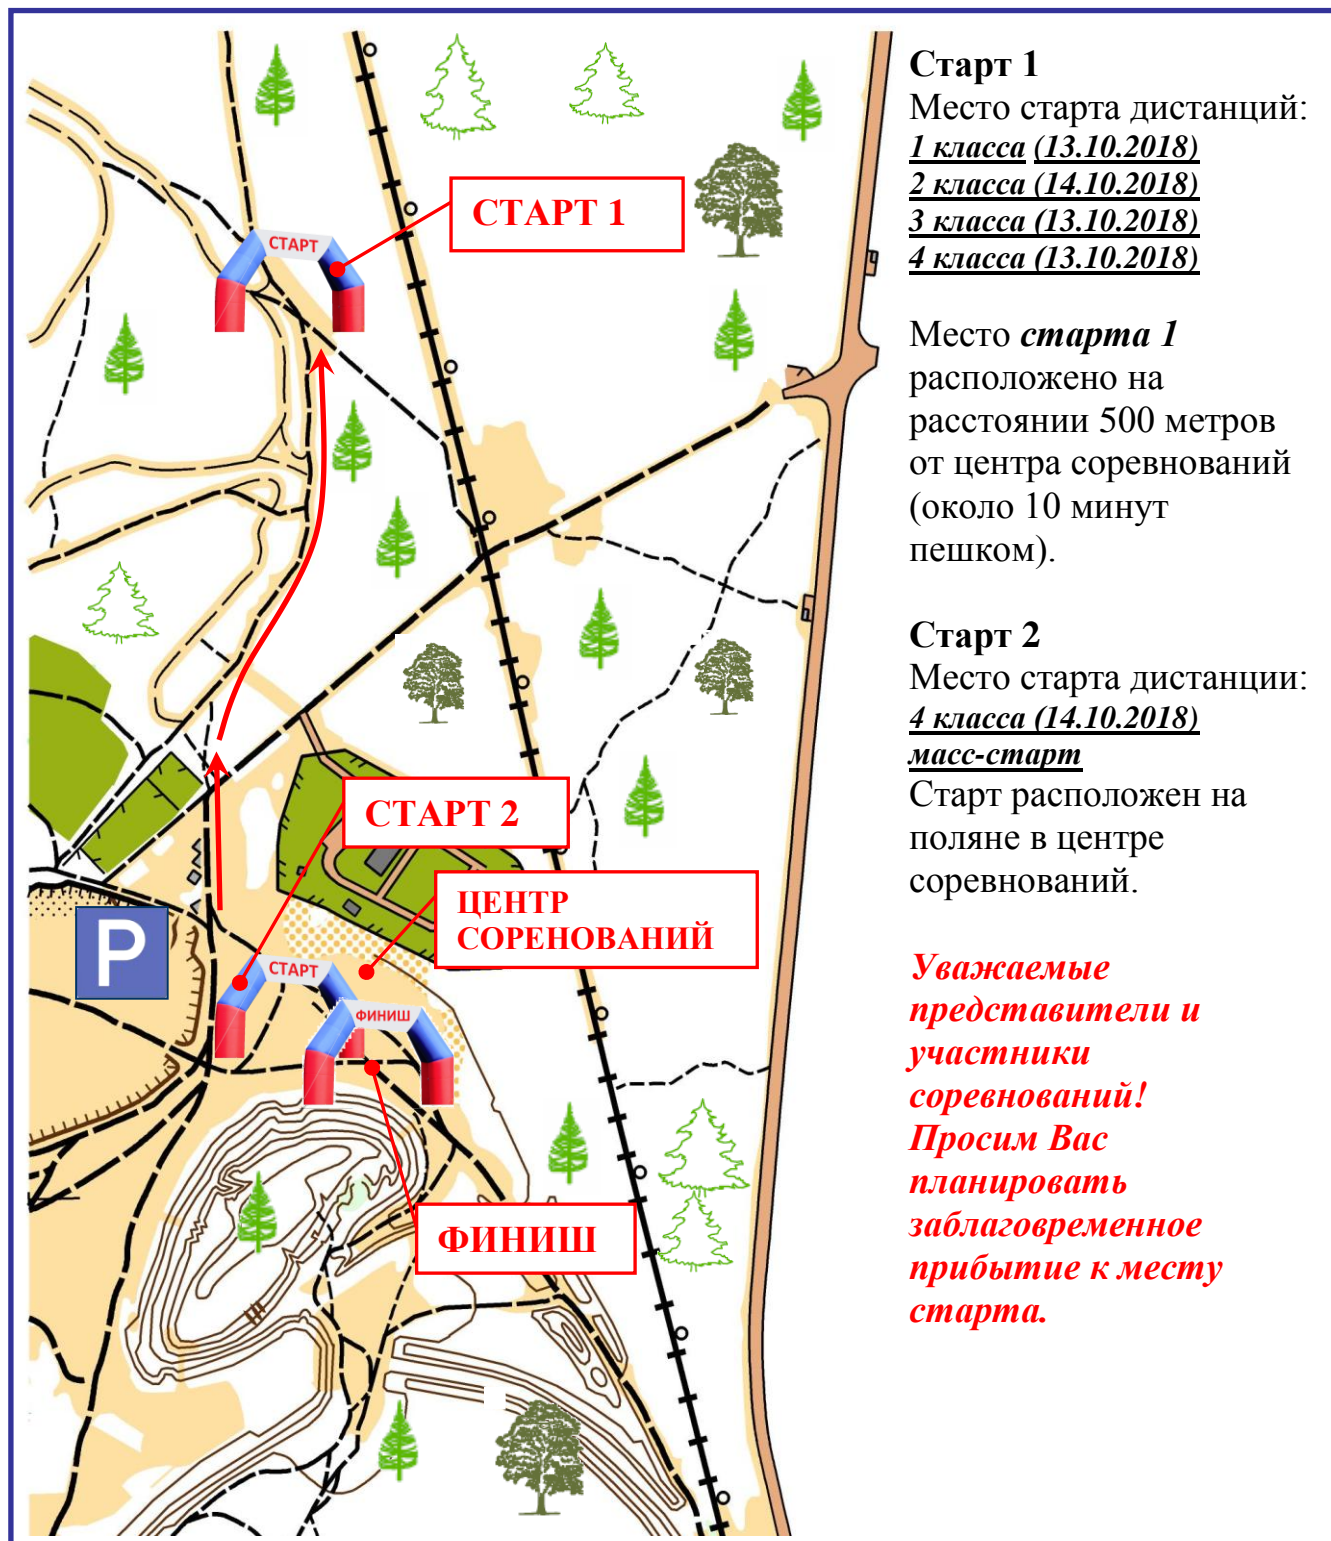 СТАРТ 1
СТАРТ
СТАРТ 2
ЦЕНТР
СОРЕНОВАНИЙ
P
СТАРТ
ФИНИШ
ФИНИШ
Старт 1
Место старта дистанций:
1 класса (13.10.2018)
2 класса (14.10.2018)
3 класса (13.10.2018)
4 класса (13.10.2018)
Место старта 1
расположено на
расстоянии 500 метров
от центра соревнований
(около 10 минут
пешком).
Старт 2
Место старта дистанции:
4 класса (14.10.2018)
масс-старт
Старт расположен на
поляне в центре
соревнований.
Уважаемые
представители и
участники
соревнований!
Просим Вас
планировать
заблаговременное
прибытие к месту
старта.